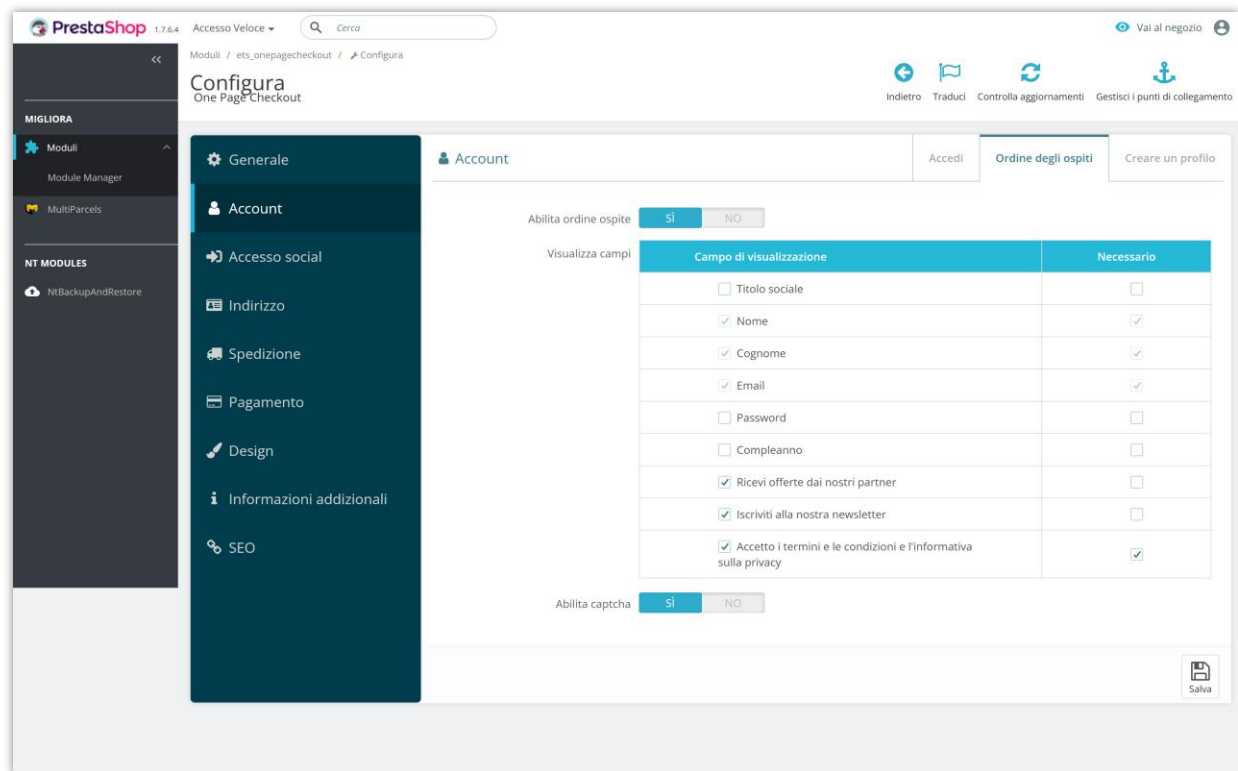 PrestaShop 1.7.6.4 Accesso Veloce Cerca Vai al negozio
Moduli / ets_onepagecheckout / Configura
Configura
One Page Checkout
Indietro Traduci Controlla aggiornamenti Gestisci i punti di collegamento
MIGLIORA
Moduli
Module Manager
MultiParcels
NT MODULES
NtBackupAndRestore
Generale
Account
Accesso social
Indirizzo
Spedizione
Pagamento
Design
Informazioni addizionali
SEO
Account Accedi Ordine degli ospiti Creare un profilo
Abilita ordine ospite SÌ NO
Visualizza campi Campo di visualizzazione Necessario
Titolo sociale
Nome
Cognome
Email
Password
Compleanno
Ricevi offerte dai nostri partner
Iscriviti alla nostra newsletter
Accetto i termini e le condizioni e l'informativa
sulla privacy
Abilita captcha SÌ NO
Salva